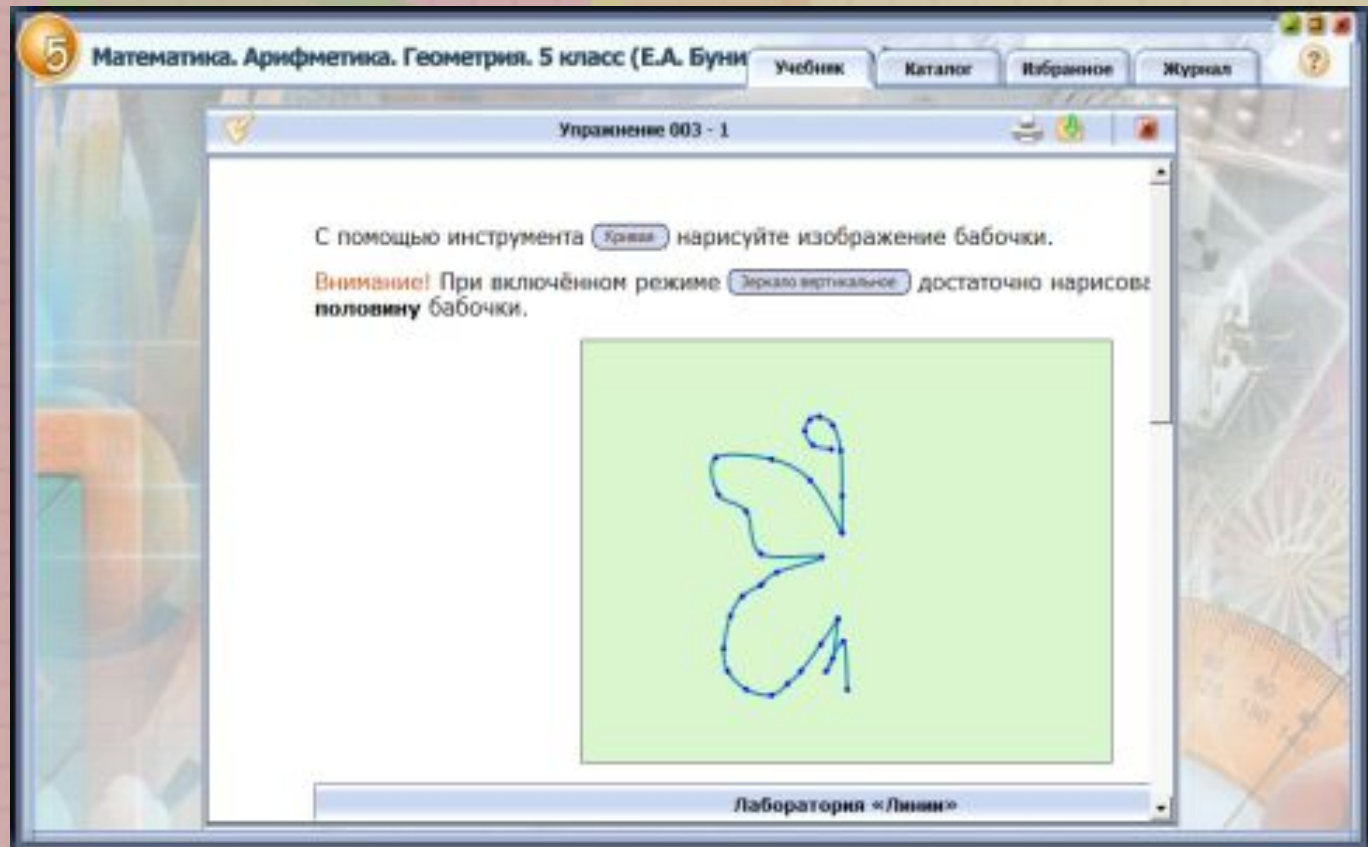 5
Математика. Арифметика. Геометрия. 5 класс (Е.А. Буни
Учебник
Каталог
Избранное
Журнал
?
Упражнение 003 - 1
С помощью инструмента Кривая нарисуйте изображение бабочки.
Внимание! При включённом режиме Зеркало вертикальное достаточно нарисова
половину бабочки.
Лаборатория «Линии»